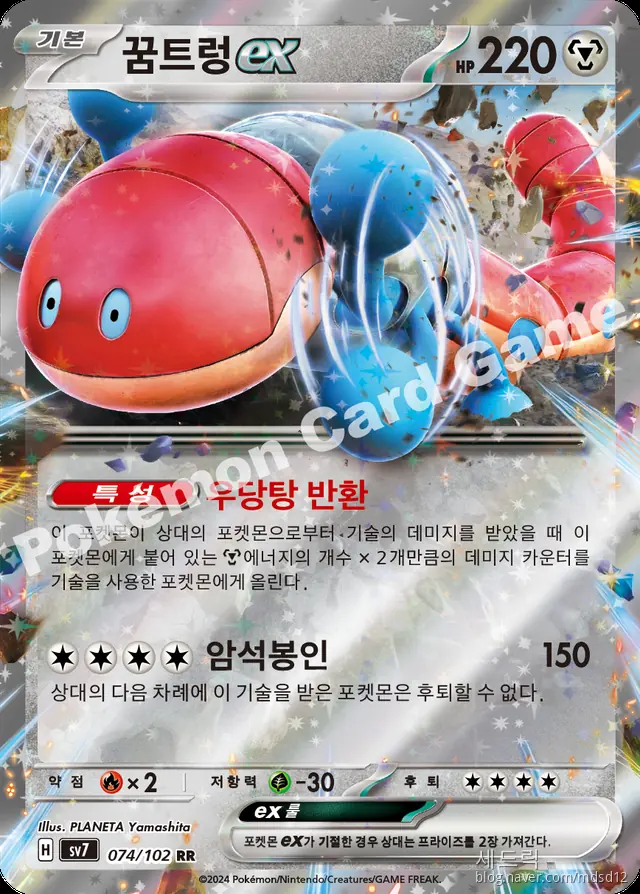 기본 꿈트렁ex HP 220
특성 우당탕 반환
이 포켓몬이 상대의 포켓몬으로부터 기술의 데미지를 받았을 때 이
포켓몬에게 붙어 있는 에너지의 개수 × 2개만큼의 데미지 카운터를
기술을 사용한 포켓몬에게 올린다.
암석봉인 150
상대의 다음 차례에 이 기술을 받은 포켓몬은 후퇴할 수 없다.
약점 ×2 저항력 -30 후퇴
ex룰
포켓몬 ex가 기절한 경우 상대는 프라이즈를 2장 가져간다.
Illus. PLANETA Yamashita
H sv7 074/102 RR
©2024 Pokémon/Nintendo/Creatures/GAME FREAK.
Pokémon Card Game
세드릭
blog.naver.com/mdsd12